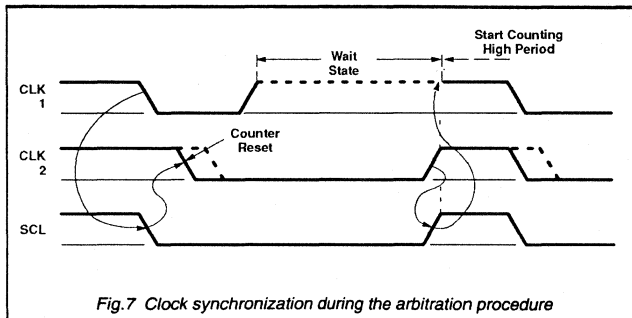 Start Counting
High Period
Wait
State
CLK
1
Counter
Reset
CLK
2
SCL
Fig.7 Clock synchronization during the arbitration procedure